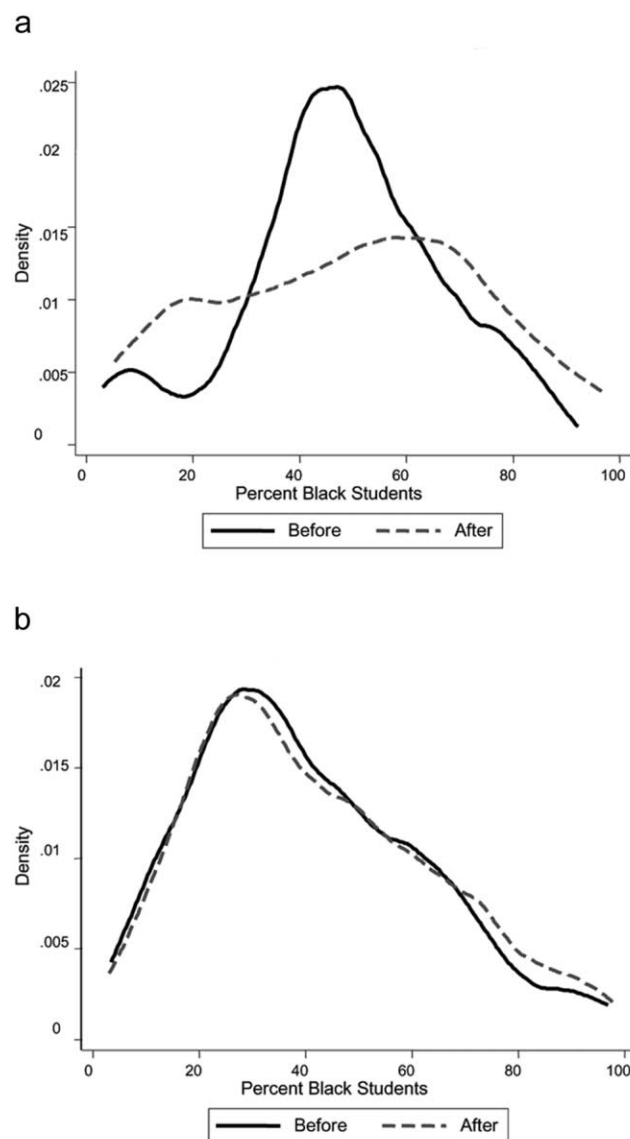 a
.025
.02
.015
.01
.005
0
Density
0 20 40 60 80 100
Percent Black Students
Before After
b
.02
.015
.01
.005
0
Density
0 20 40 60 80 100
Percent Black Students
Before After